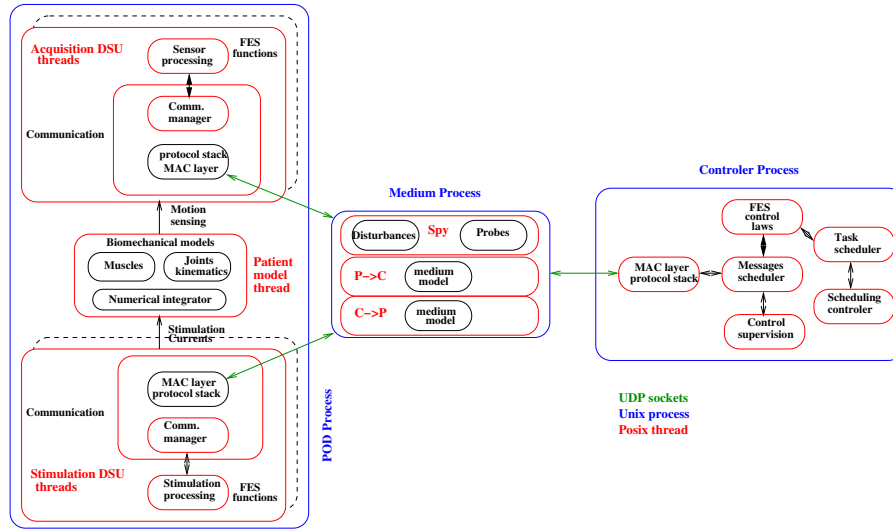 Acquisition DSU
threads
Sensor
processing
FES
functions
Communication
Comm.
manager
protocol stack
MAC layer
Motion
sensing
Biomechanical models
Muscles
Joints
kinematics
Numerical integrator
Patient
model
thread
Stimulation
Currents
MAC layer
protocol stack
Communication
Comm.
manager
Stimulation DSU
threads
Stimulation
processing
FES
functions
POD Process
Medium Process
Disturbances
Spy
Probes
P->C
medium
model
C->P
medium
model
Controler Process
FES
control
laws
Task
scheduler
MAC layer
protocol stack
Messages
scheduler
Scheduling
controler
Control
supervision
UDP sockets
Unix process
Posix thread